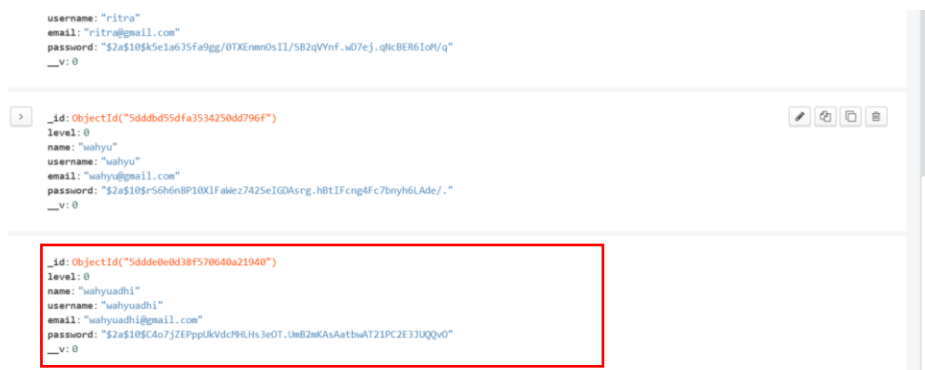 username: "ritra"
email: "ritra@gmail.com"
password: "$2a$10$k5e1a6J5fa9gg/0TXEnmnOsIl/SB2qVYnf.wD7ej.qNcBER6IoM/q"
__v: 0
_id: ObjectId("5dddbd55dfa3534250dd796f")
level: 0
name: "wahyu"
username: "wahyu"
email: "wahyu@gmail.com"
password: "$2a$10$rS6h6n8P10XlFaWez742SeIGDAsrg.hBtIFcng4Fc7bnyh6LAde/."
__v: 0
_id: ObjectId("5ddde0e0d38f570640a21940")
level: 0
name: "wahyuadhi"
username: "wahyuadhi"
email: "wahyuadhi@gmail.com"
password: "$2a$10$C4o7jZEPppUkVdcMHLHs3eOT.UmB2mKAsAatbwAT21PC2E3JUQQvO"
__v: 0